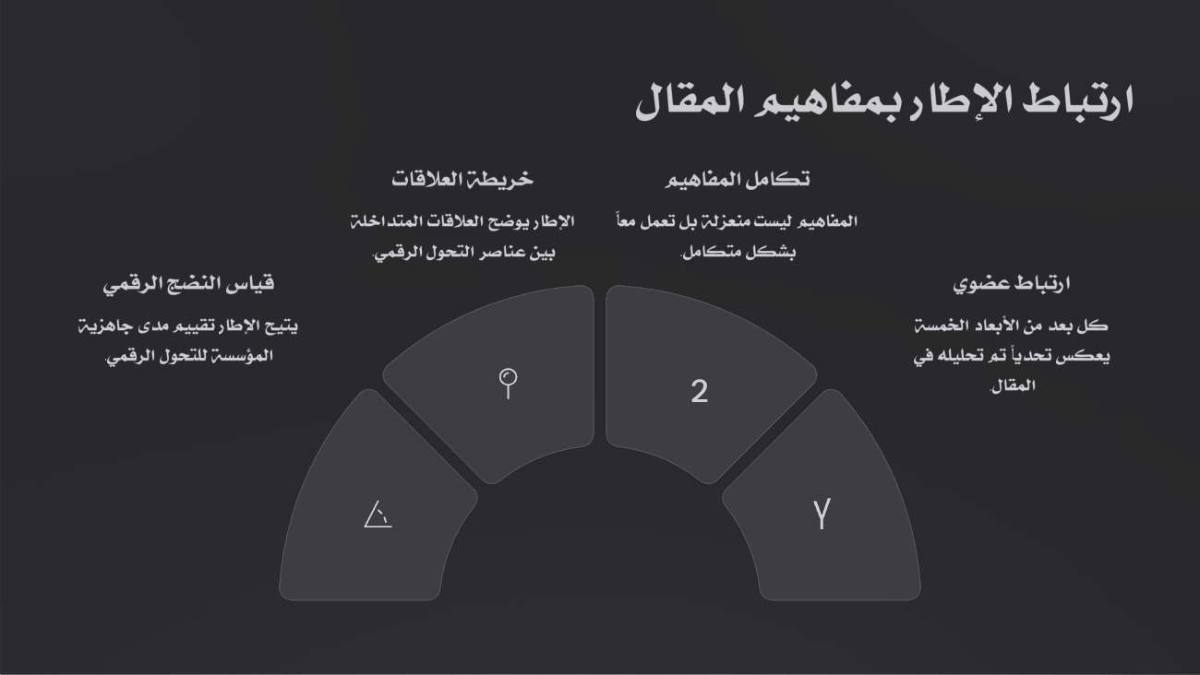 ارتباط الإطار بمفاهيم المقال
ارتباط عضوي
كل بعد من الأبعاد الخمسة
يعكس تحدياً تم تحليله في
المقال.
تكامل المفاهيم
المفاهيم ليست منعزلة بل تعمل معاً
بشكل متكامل.
خريطة العلاقات
الإطار يوضح العلاقات المتداخلة
بين عناصر التحول الرقمي.
قياس النضج الرقمي
يتيح الإطار تقييم مدى جاهزية
المؤسسة للتحول الرقمي.
2